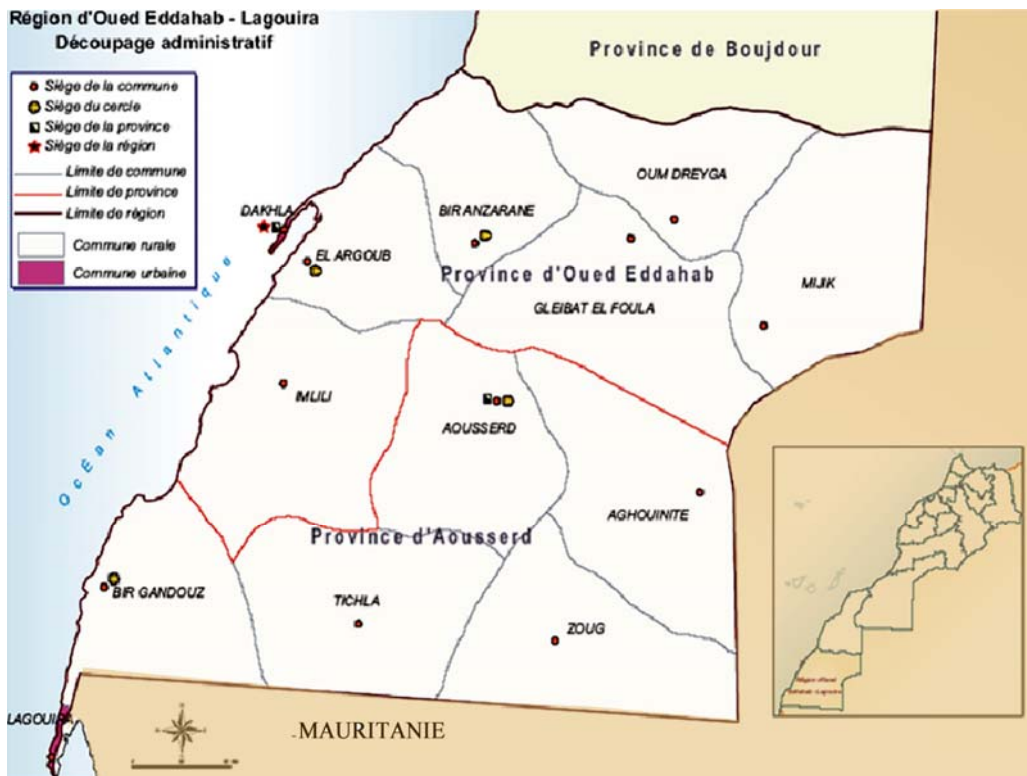 Région d'Oued Eddahab - Lagouira
Découpage administratif
Siège de la commune
Siège du cercle
Siège de la province
Siège de la région
Limite de commune
Limite de province
Limite de région
Commune rurale
Commune urbaine
Province de Boujdour
OUM DREYGA
DAKHLA
BIR ANZARANE
EL ARGOUB
Province d'Oued Eddahab
MIJIK
GLEIBAT EL FOULA
OcÉan Atlantique
IMLILI
AOUSSERD
AGHOUINITE
Province d'Aousserd
BIR GANDOUZ
TICHLA
ZOUG
LAGOUIRA
MAURITANIE